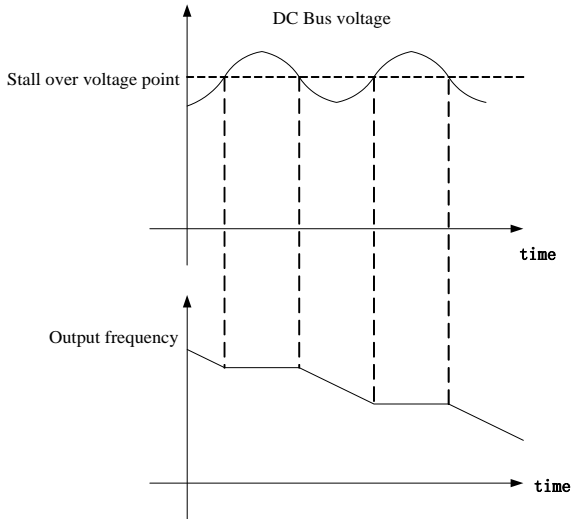 DC Bus voltage
Stall over voltage point
time
Output frequency
time